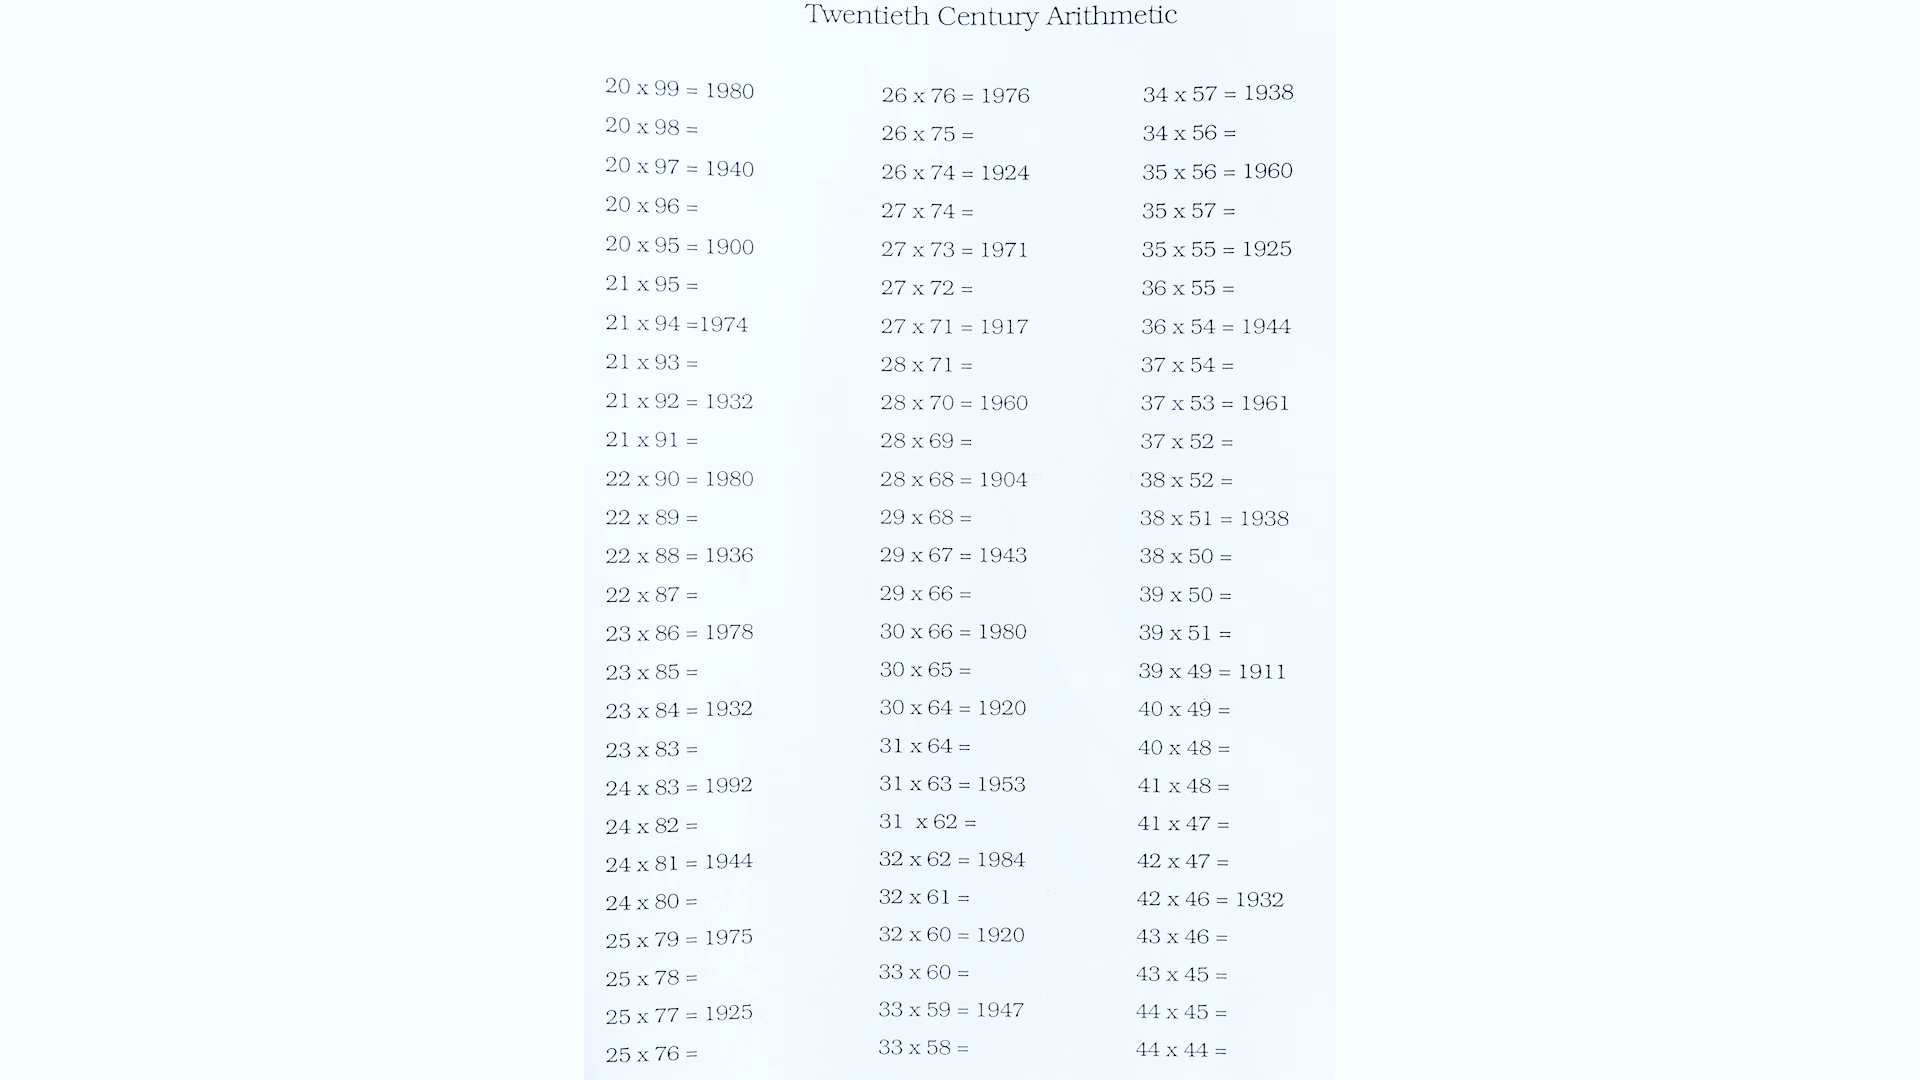 Twentieth Century Arithmetic
20 x 99 = 1980
20 x 98 =
20 x 97 = 1940
20 x 96 =
20 x 95 = 1900
21 x 95 =
21 x 94 =1974
21 x 93 =
21 x 92 = 1932
21 x 91 =
22 x 90 = 1980
22 x 89 =
22 x 88 = 1936
22 x 87 =
23 x 86 = 1978
23 x 85 =
23 x 84 = 1932
23 x 83 =
24 x 83 = 1992
24 x 82 =
24 x 81 = 1944
24 x 80 =
25 x 79 = 1975
25 x 78 =
25 x 77 = 1925
25 x 76 =
26 x 76 = 1976
26 x 75 =
26 x 74 = 1924
27 x 74 =
27 x 73 = 1971
27 x 72 =
27 x 71 = 1917
28 x 71 =
28 x 70 = 1960
28 x 69 =
28 x 68 = 1904
29 x 68 =
29 x 67 = 1943
29 x 66 =
30 x 66 = 1980
30 x 65 =
30 x 64 = 1920
31 x 64 =
31 x 63 = 1953
31 x 62 =
32 x 62 = 1984
32 x 61 =
32 x 60 = 1920
33 x 60 =
33 x 59 = 1947
33 x 58 =
34 x 57 = 1938
34 x 56 =
35 x 56 = 1960
35 x 57 =
35 x 55 = 1925
36 x 55 =
36 x 54 = 1944
37 x 54 =
37 x 53 = 1961
37 x 52 =
38 x 52 =
38 x 51 = 1938
38 x 50 =
39 x 50 =
39 x 51 =
39 x 49 = 1911
40 x 49 =
40 x 48 =
41 x 48 =
41 x 47 =
42 x 47 =
42 x 46 = 1932
43 x 46 =
43 x 45 =
44 x 45 =
44 x 44 =